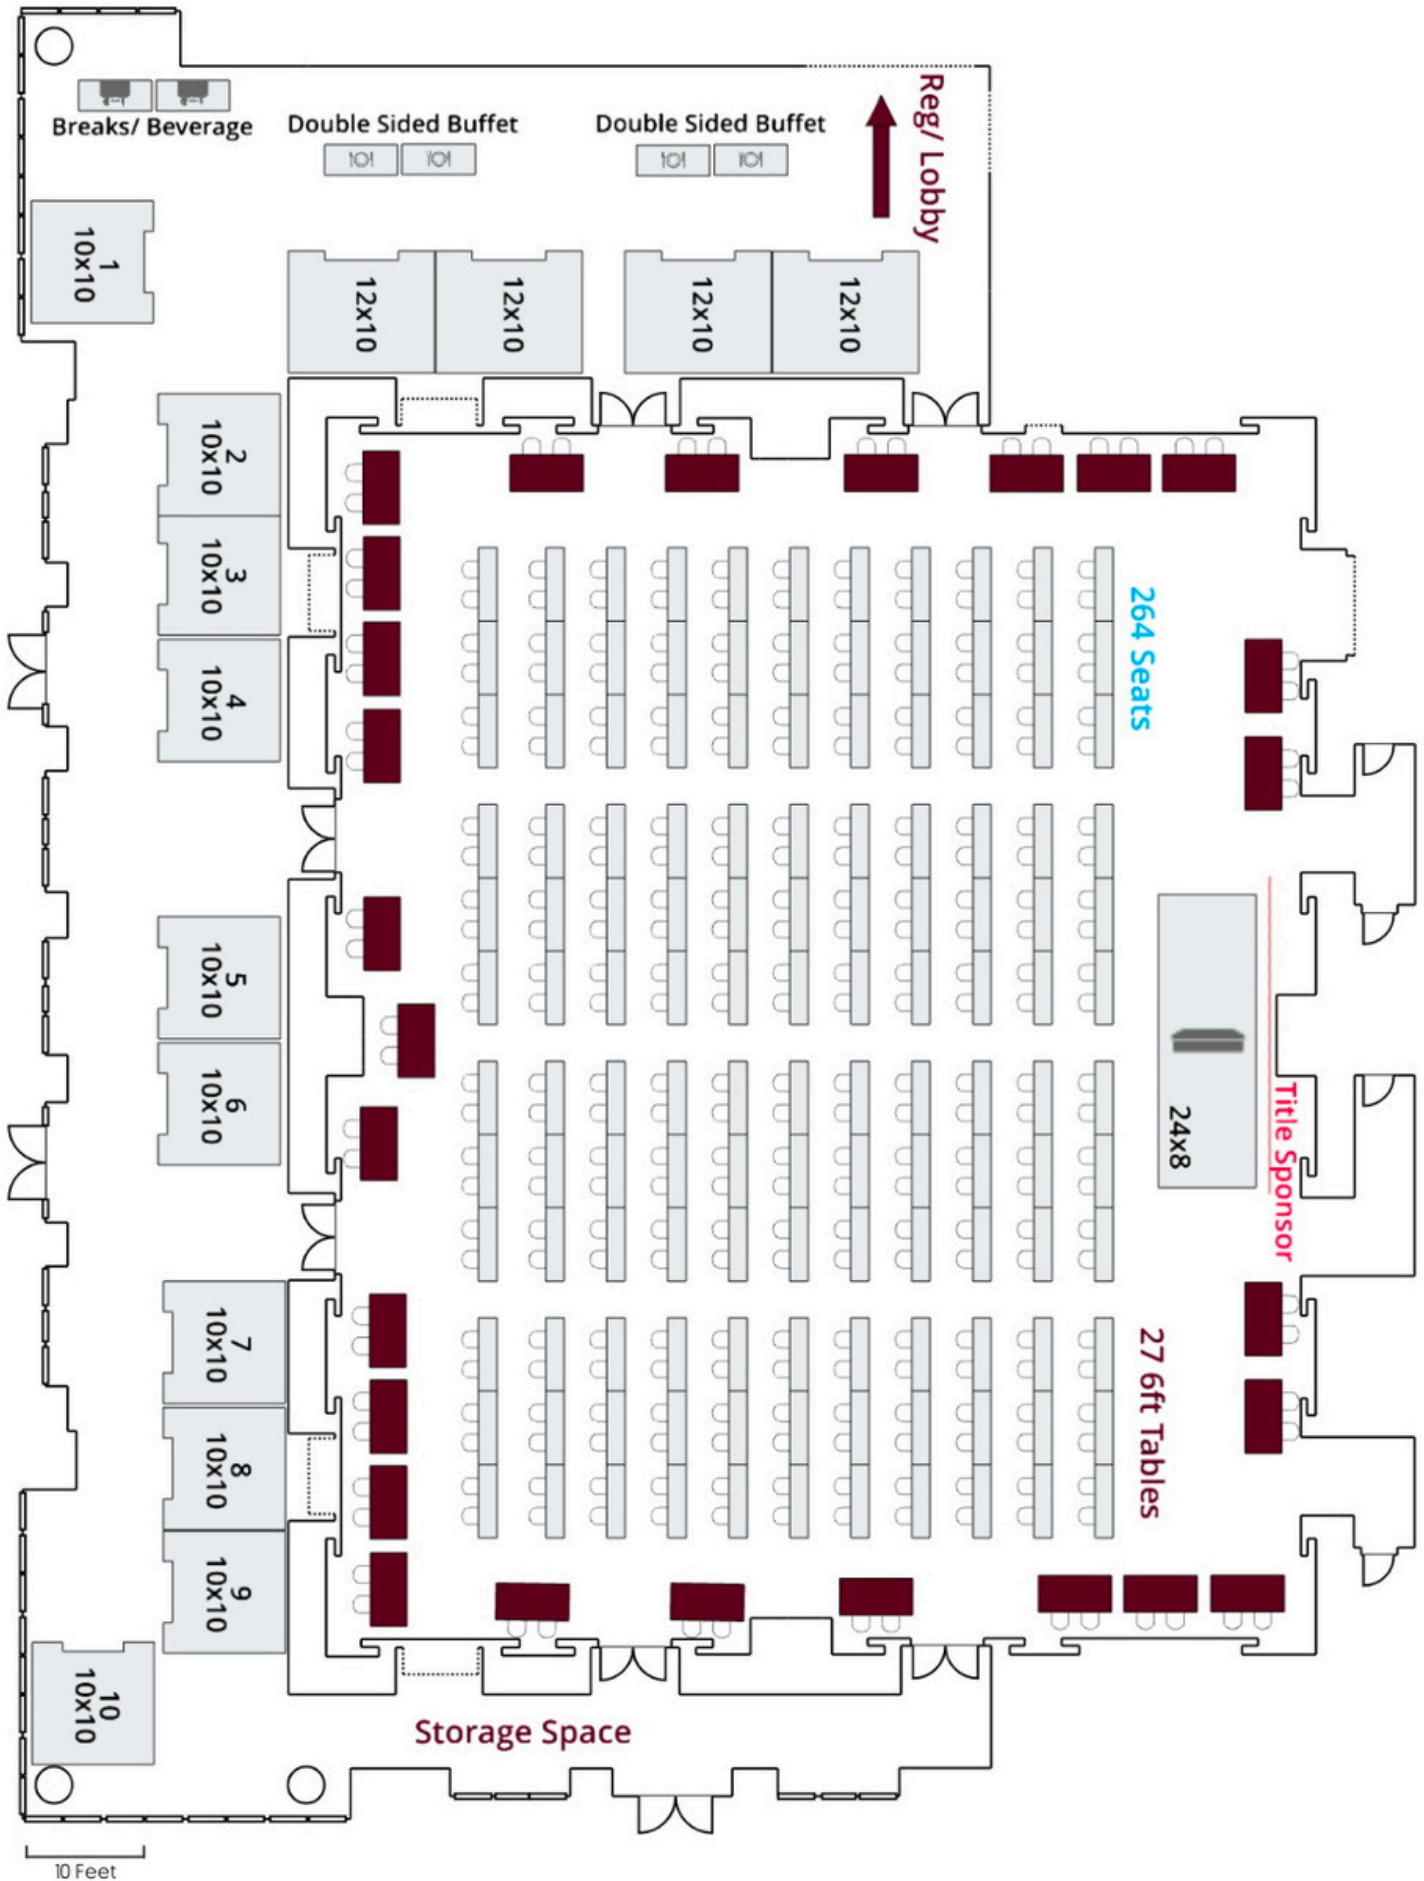 Breaks/ Beverage
Double Sided Buffet
Double Sided Buffet
Reg/ Lobby
1
10x10
12x10
12x10
12x10
12x10
2
10x10
3
10x10
4
10x10
264 Seats
5
10x10
6
10x10
24x8
Title Sponsor
7
10x10
8
10x10
9
10x10
27 6ft Tables
10
10x10
Storage Space
10 Feet